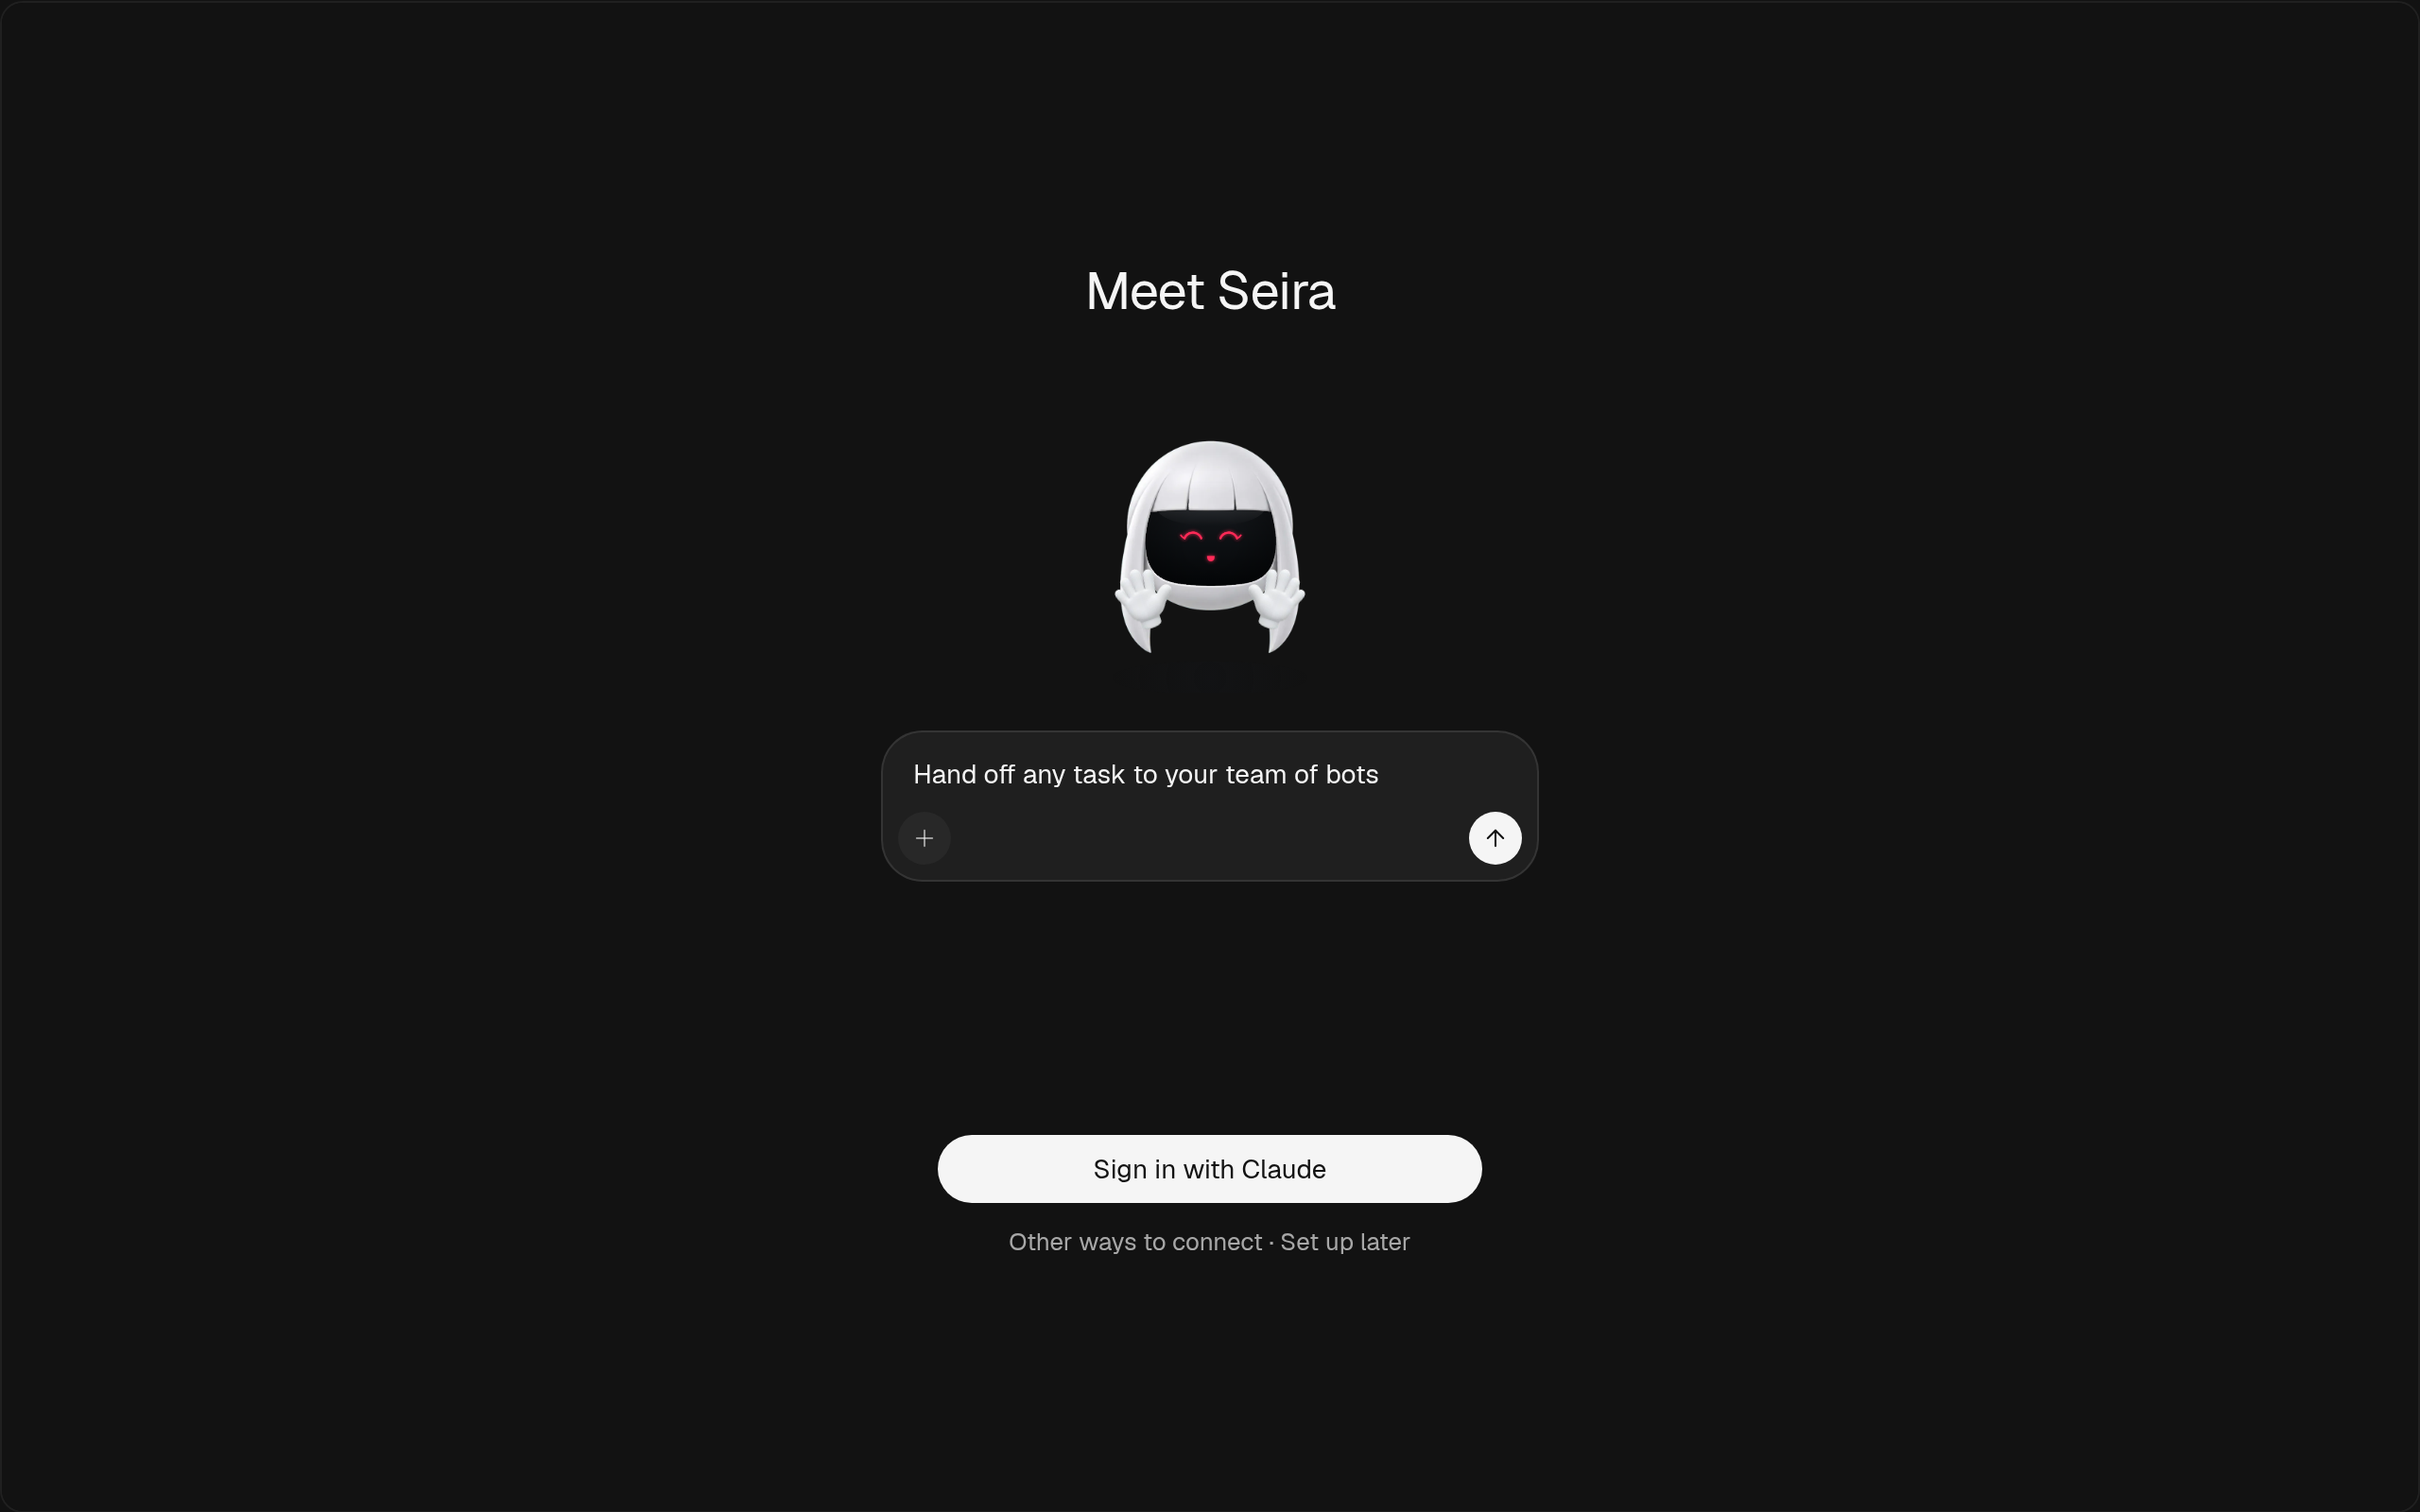 Meet Seira
Hand off any task to your team of bots
Sign in with Claude
Other ways to connect · Set up later